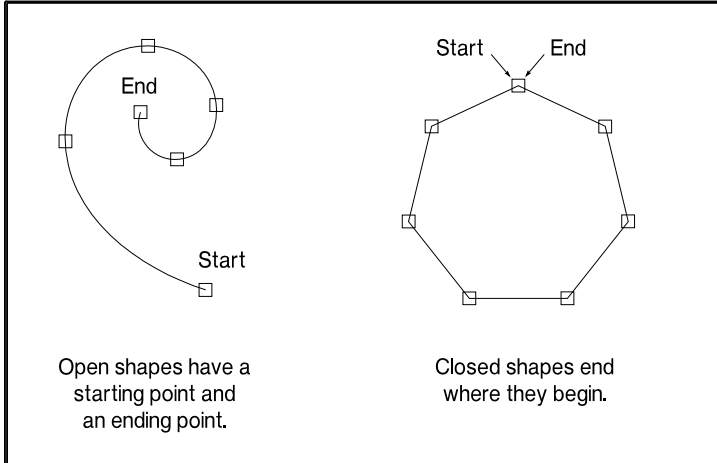 Start
End
End
Start
Open shapes have a
starting point and
an ending point.
Closed shapes end
where they begin.